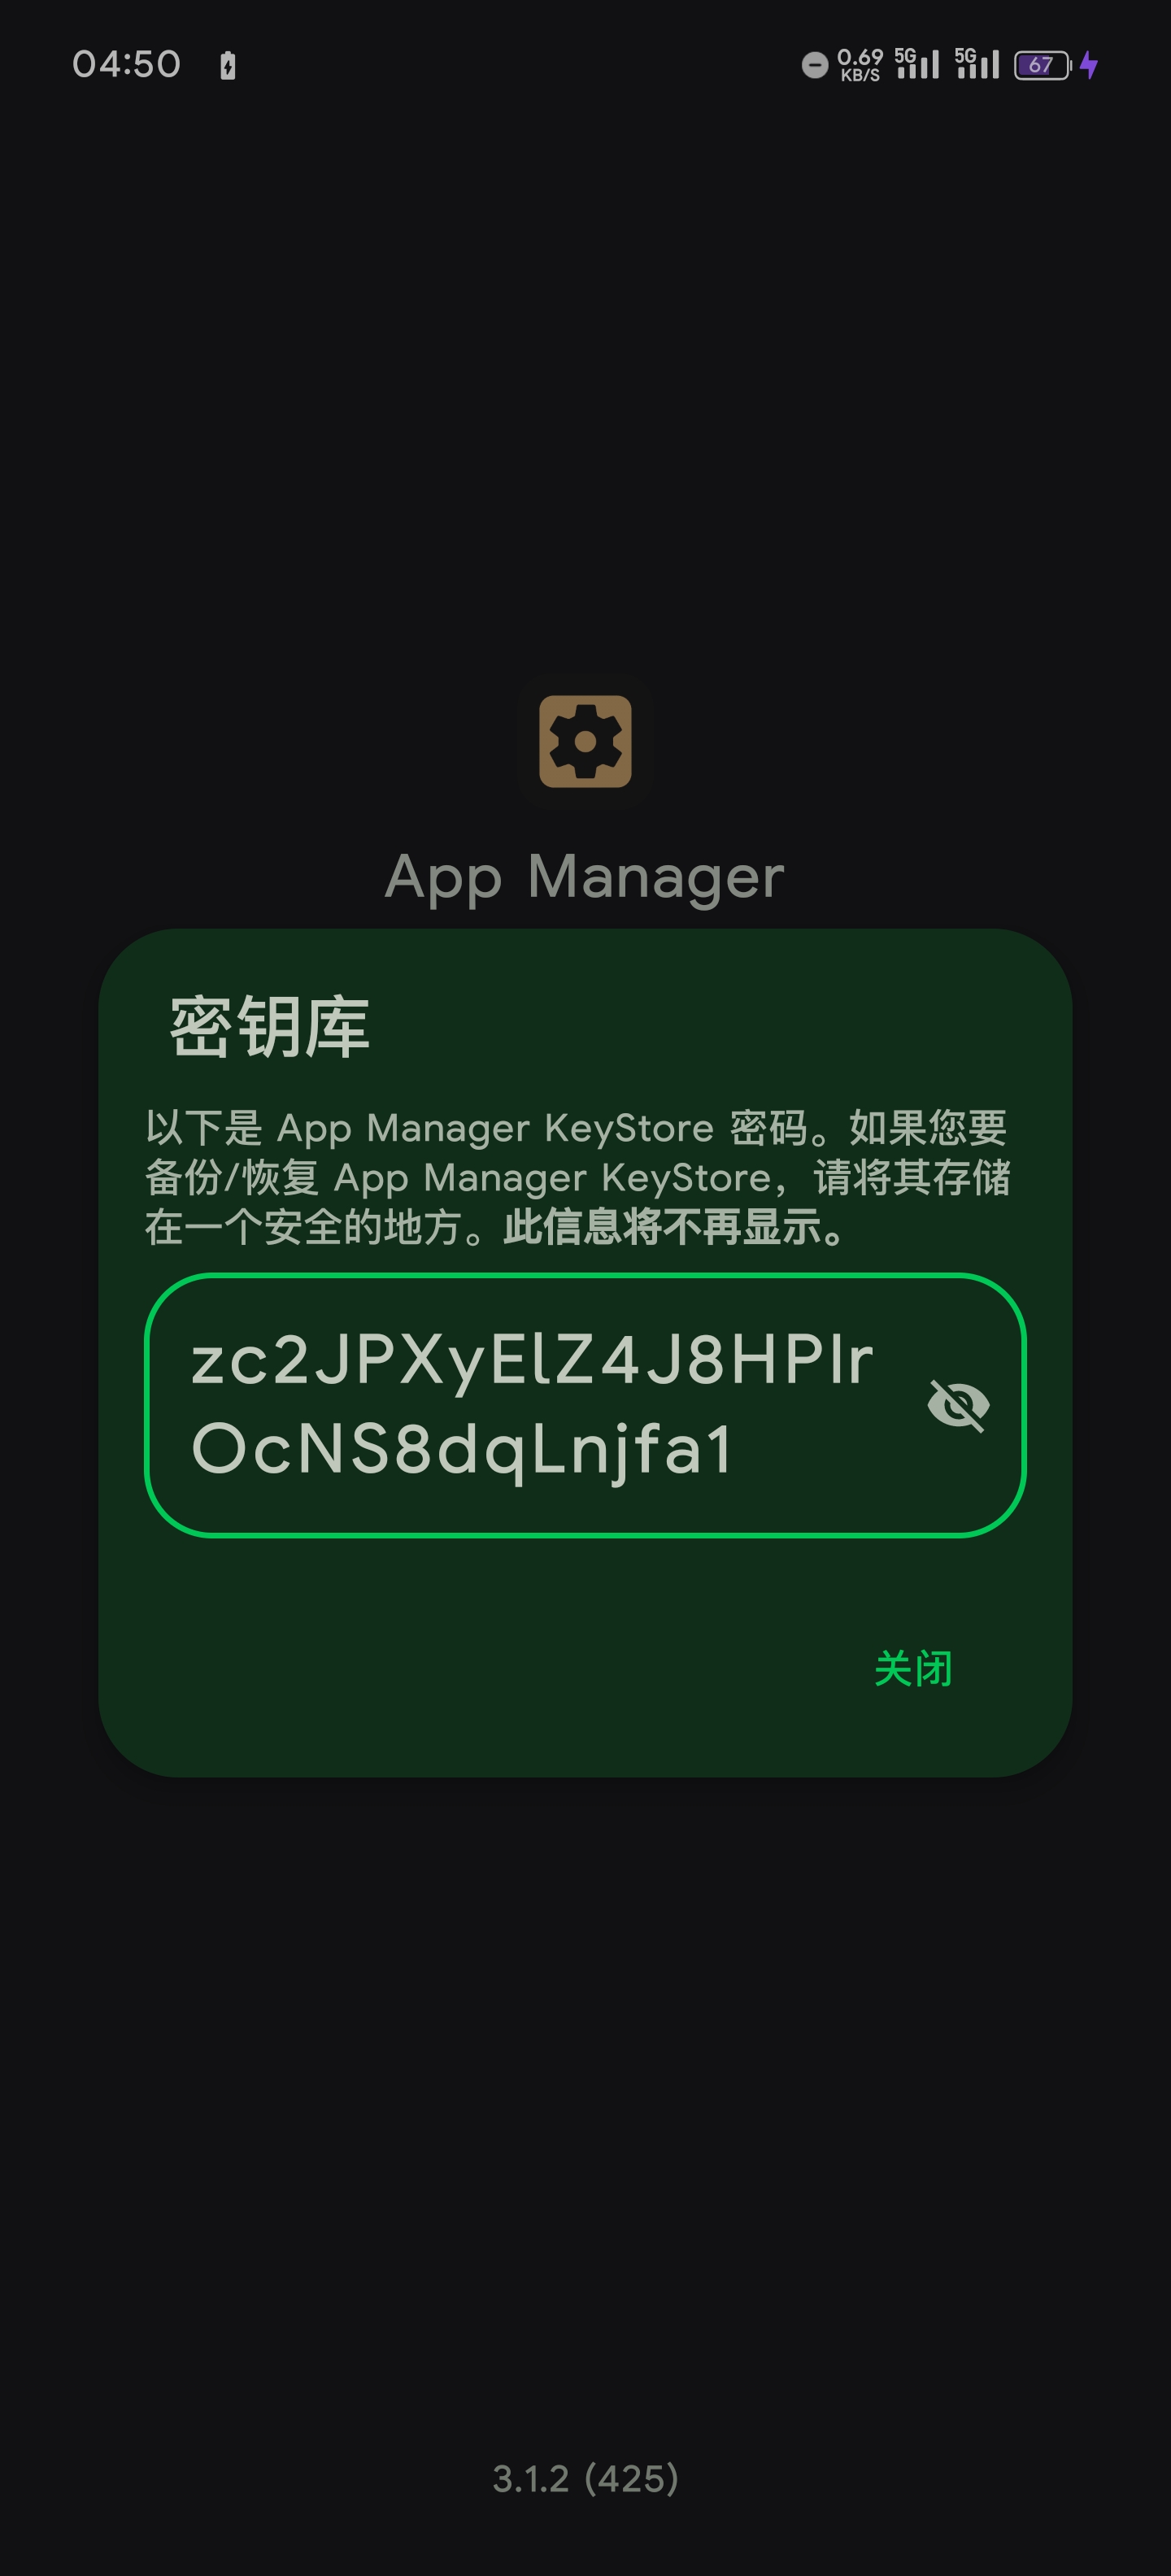 04:50
0.69 KB/S 5G 5G 67
App Manager
密钥库
以下是 App Manager KeyStore 密码。如果您要
备份/恢复 App Manager KeyStore，请将其存储
在一个安全的地方。此信息将不再显示。
zc2JPXyElZ4J8HPIr
OcNS8dqLnjfa1
关闭
3.1.2 (425)